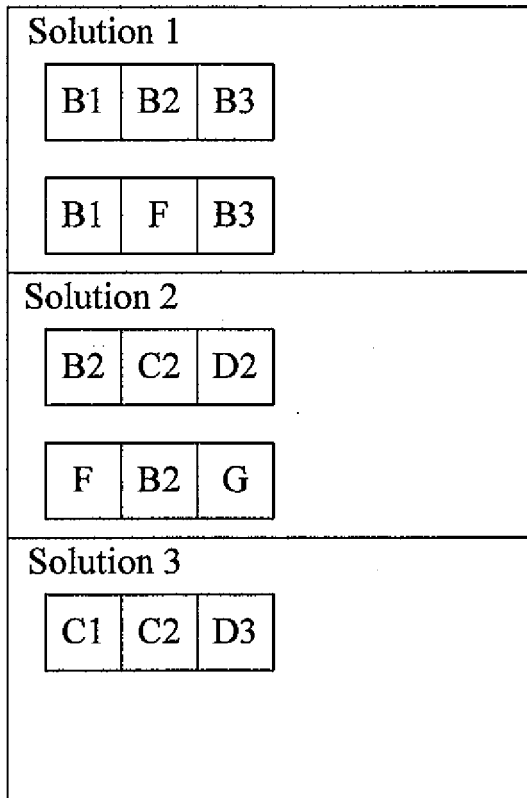 Solution 1
B1 B2 B3
B1 F B3
Solution 2
B2 C2 D2
F B2 G
Solution 3
C1 C2 D3